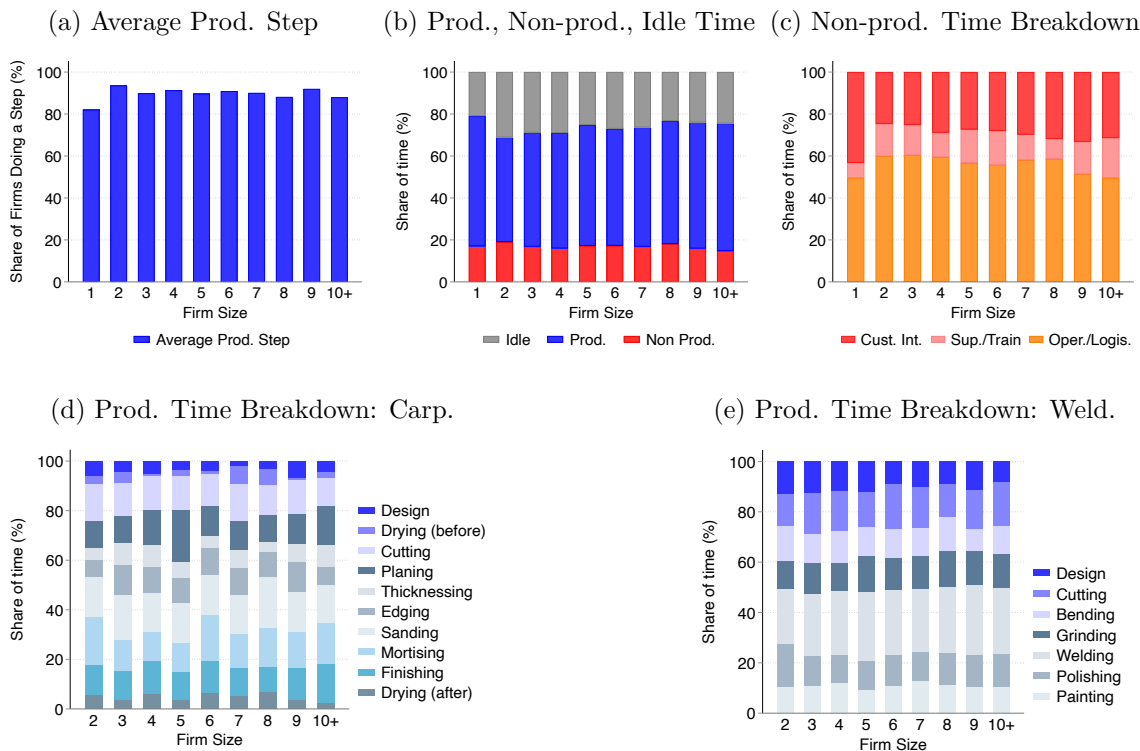 (a) Average Prod. Step
(b) Prod., Non-prod., Idle Time
(c) Non-prod. Time Breakdown
Share of Firms Doing a Step (%)
100
80
60
40
20
0
1 2 3 4 5 6 7 8 9 10+
Firm Size
Average Prod. Step
Share of time (%)
100
80
60
40
20
0
1 2 3 4 5 6 7 8 9 10+
Firm Size
Idle Prod. Non Prod.
Share of time (%)
100
80
60
40
20
0
1 2 3 4 5 6 7 8 9 10+
Firm Size
Cust. Int. Sup./Train Oper./Logis.
(d) Prod. Time Breakdown: Carp.
Share of time (%)
100
80
60
40
20
0
2 3 4 5 6 7 8 9 10+
Firm Size
Design
Drying (before)
Cutting
Planing
Thicknessing
Edging
Sanding
Mortising
Finishing
Drying (after)
(e) Prod. Time Breakdown: Weld.
Share of time (%)
100
80
60
40
20
0
2 3 4 5 6 7 8 9 10+
Firm Size
Design
Cutting
Bending
Grinding
Welding
Polishing
Painting